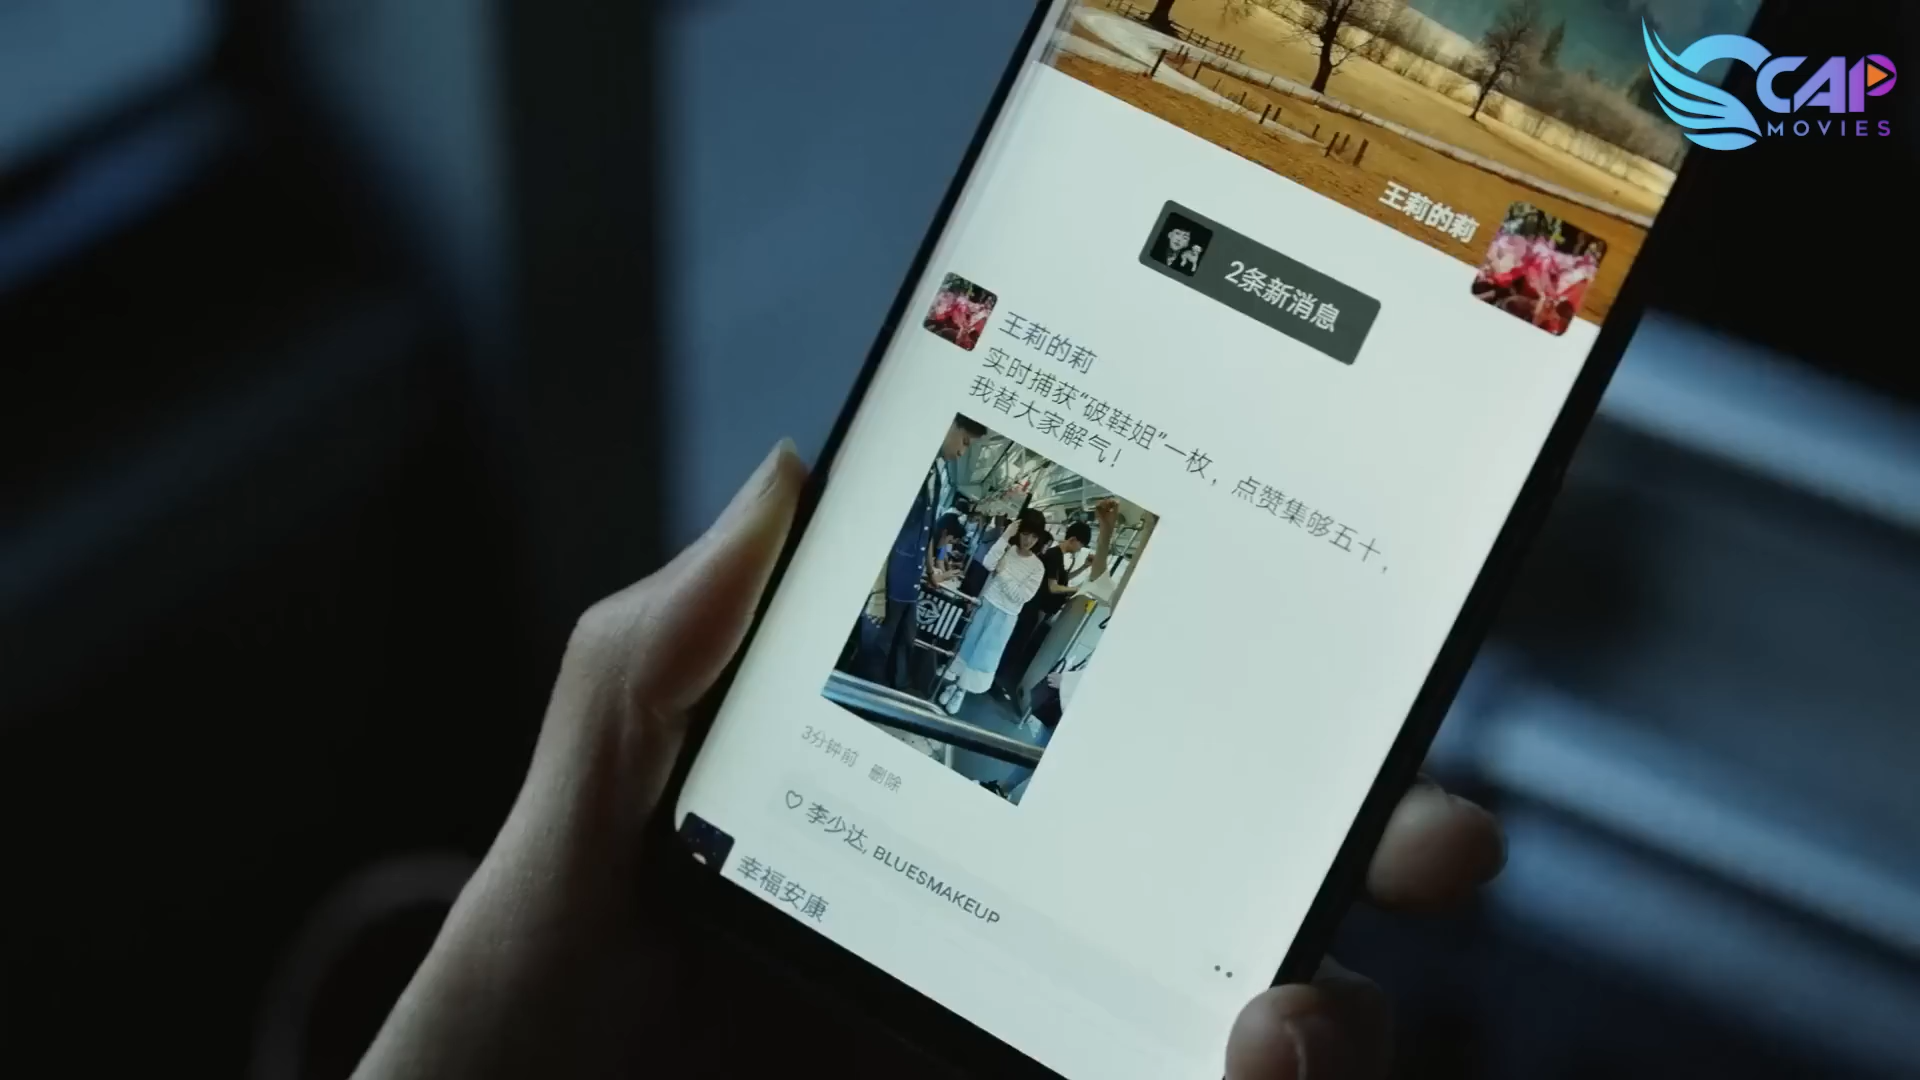 CAP
MOVIES
王莉的莉
2条新消息
王莉的莉
实时捕获“破鞋姐”一枚，点赞集够五十，
我替大家解气！
3分钟前 删除
李少达, BLUESMAKEUP
幸福安康